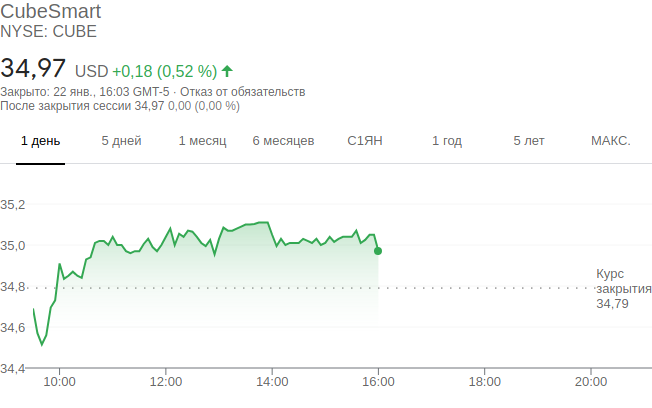 CubeSmart
NYSE: CUBE
34,97 USD +0,18 (0,52 %)
Закрыто: 22 янв., 16:03 GMT-5 · Отказ от обязательств
После закрытия сессии 34,97 0,00 (0,00 %)
1 день 5 дней 1 месяц 6 месяцев С1ЯН 1 год 5 лет МАКС.
35,2
35,0
34,8
34,6
34,4
Курс
закрытия
34,79
10:00 12:00 14:00 16:00 18:00 20:00